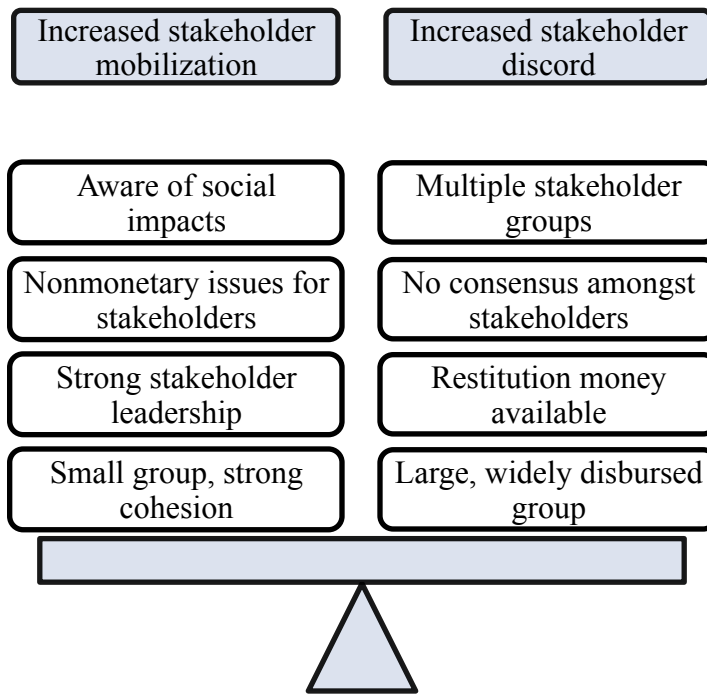 Increased stakeholder
mobilization
Increased stakeholder
discord
Aware of social
impacts
Multiple stakeholder
groups
Nonmonetary issues for
stakeholders
No consensus amongst
stakeholders
Strong stakeholder
leadership
Restitution money
available
Small group, strong
cohesion
Large, widely disbursed
group